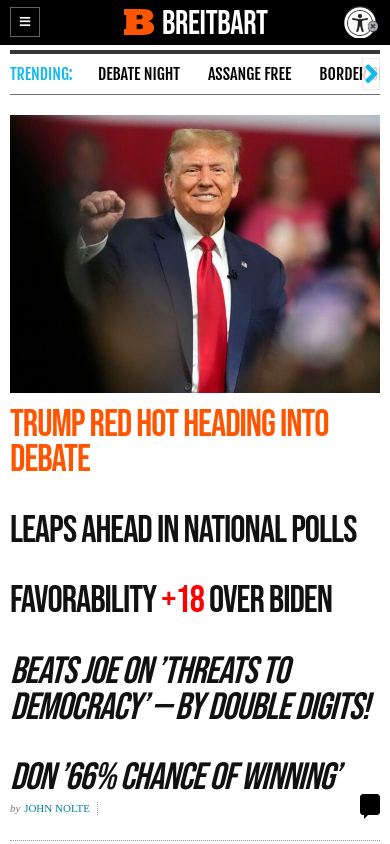 B BREITBART
TRENDING: DEBATE NIGHT ASSANGE FREE BORDER
TRUMP RED HOT HEADING INTO
DEBATE
LEAPS AHEAD IN NATIONAL POLLS
FAVORABILITY +18 OVER BIDEN
BEATS JOE ON ’THREATS TO
DEMOCRACY’ — BY DOUBLE DIGITS!
DON ’66% CHANCE OF WINNING’
by JOHN NOLTE